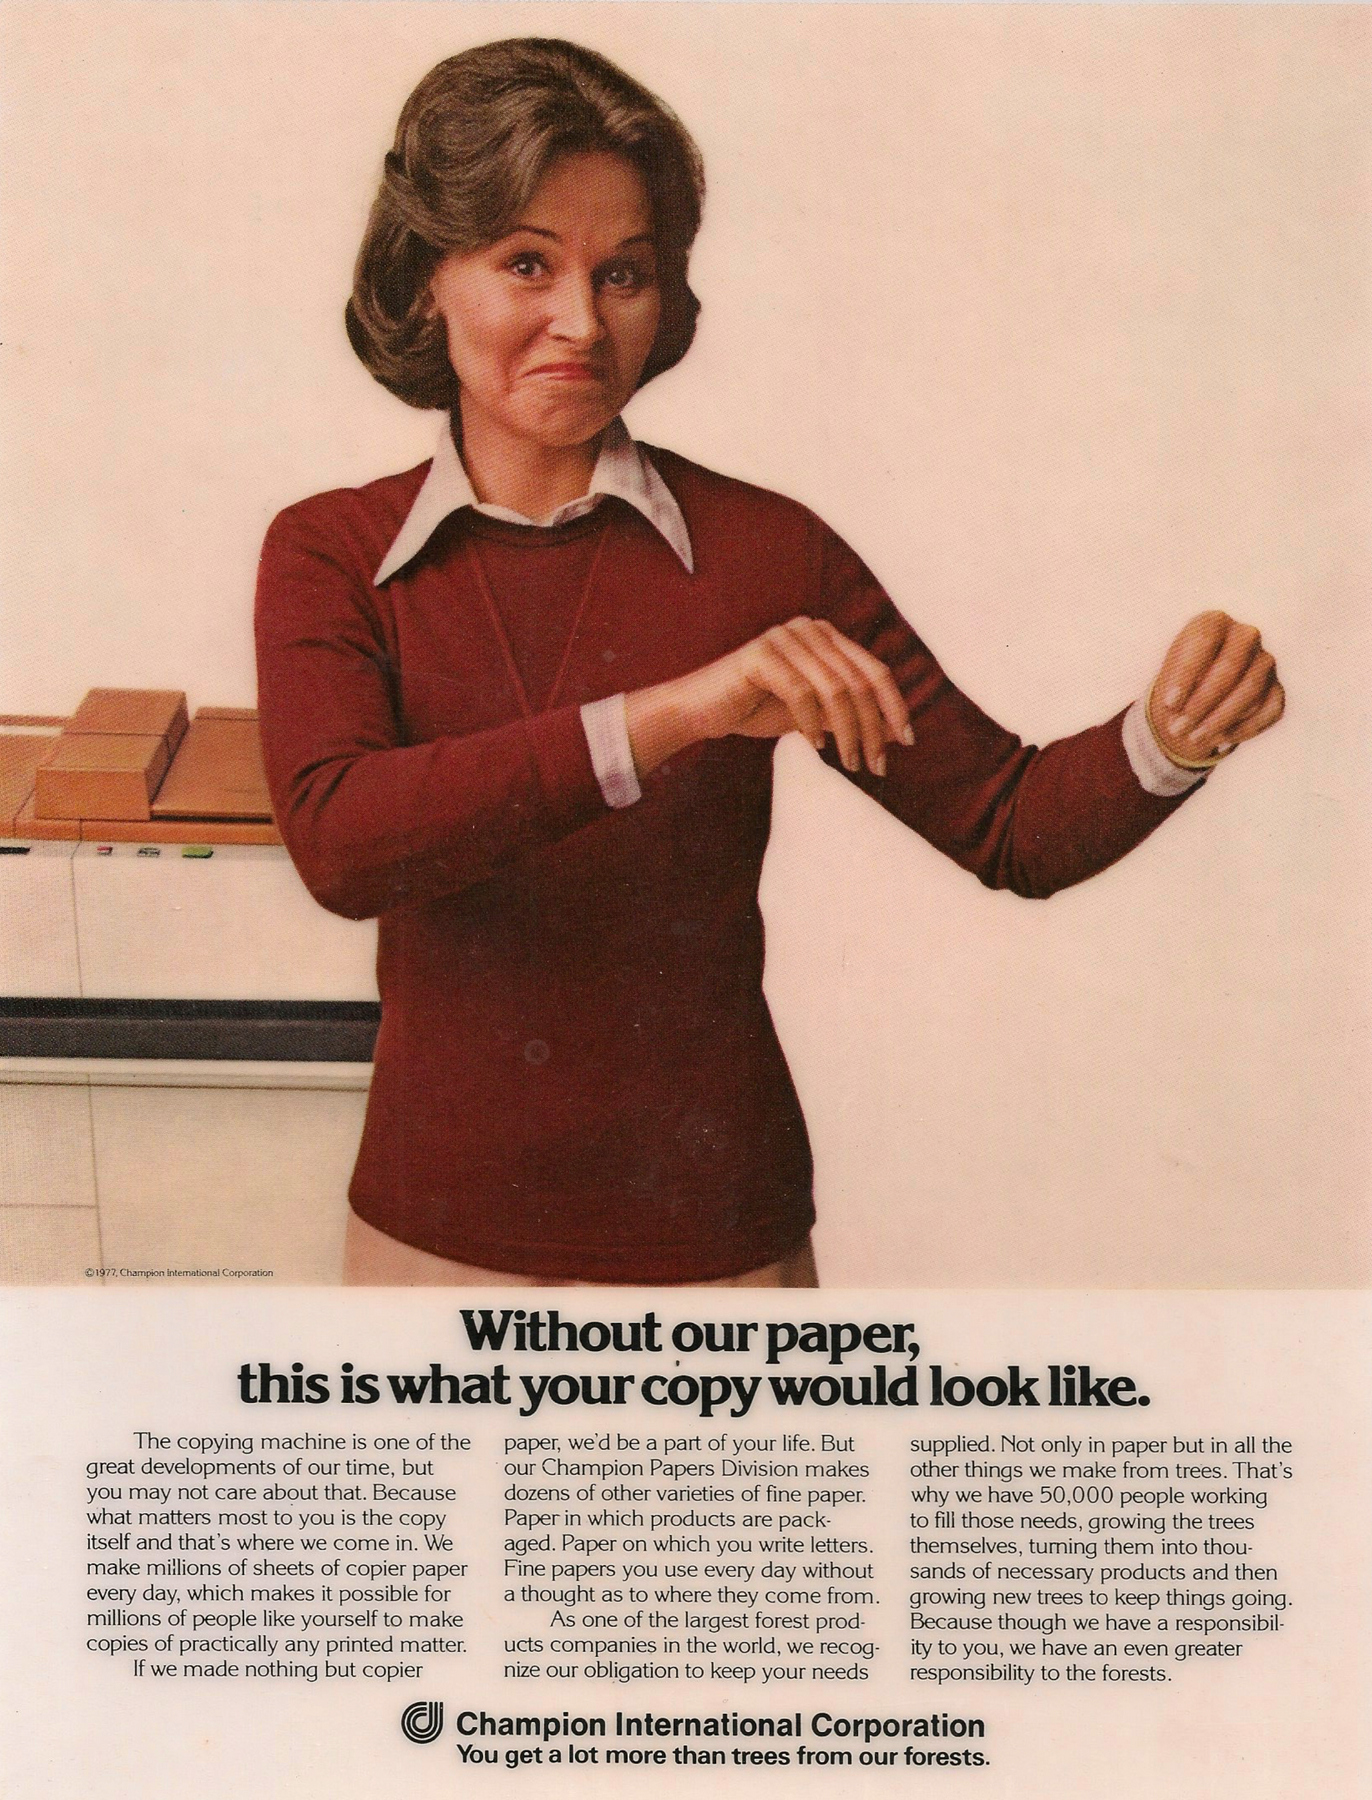 ©1977, Champion International Corporation
Without our paper,
this is what your copy would look like.
The copying machine is one of the
great developments of our time, but
you may not care about that. Because
what matters most to you is the copy
itself and that's where we come in. We
make millions of sheets of copier paper
every day, which makes it possible for
millions of people like yourself to make
copies of practically any printed matter.
If we made nothing but copier
paper, we'd be a part of your life. But
our Champion Papers Division makes
dozens of other varieties of fine paper.
Paper in which products are pack-
aged. Paper on which you write letters.
Fine papers you use every day without
a thought as to where they come from.
As one of the largest forest prod-
ucts companies in the world, we recog-
nize our obligation to keep your needs
supplied. Not only in paper but in all the
other things we make from trees. That's
why we have 50,000 people working
to fill those needs, growing the trees
themselves, turning them into thou-
sands of necessary products and then
growing new trees to keep things going.
Because though we have a responsibil-
ity to you, we have an even greater
responsibility to the forests.
Champion International Corporation
You get a lot more than trees from our forests.